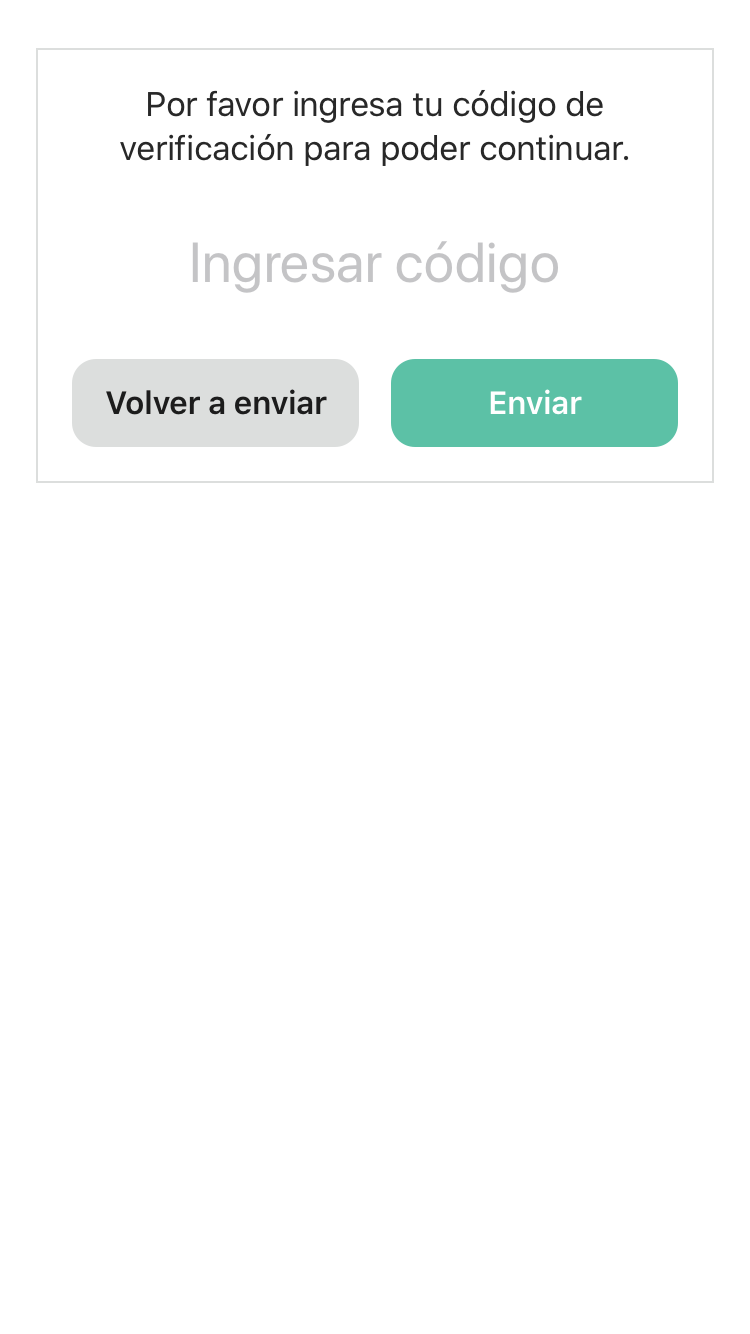 Por favor ingresa tu código de
verificación para poder continuar.
Ingresar código
Volver a enviar
Enviar